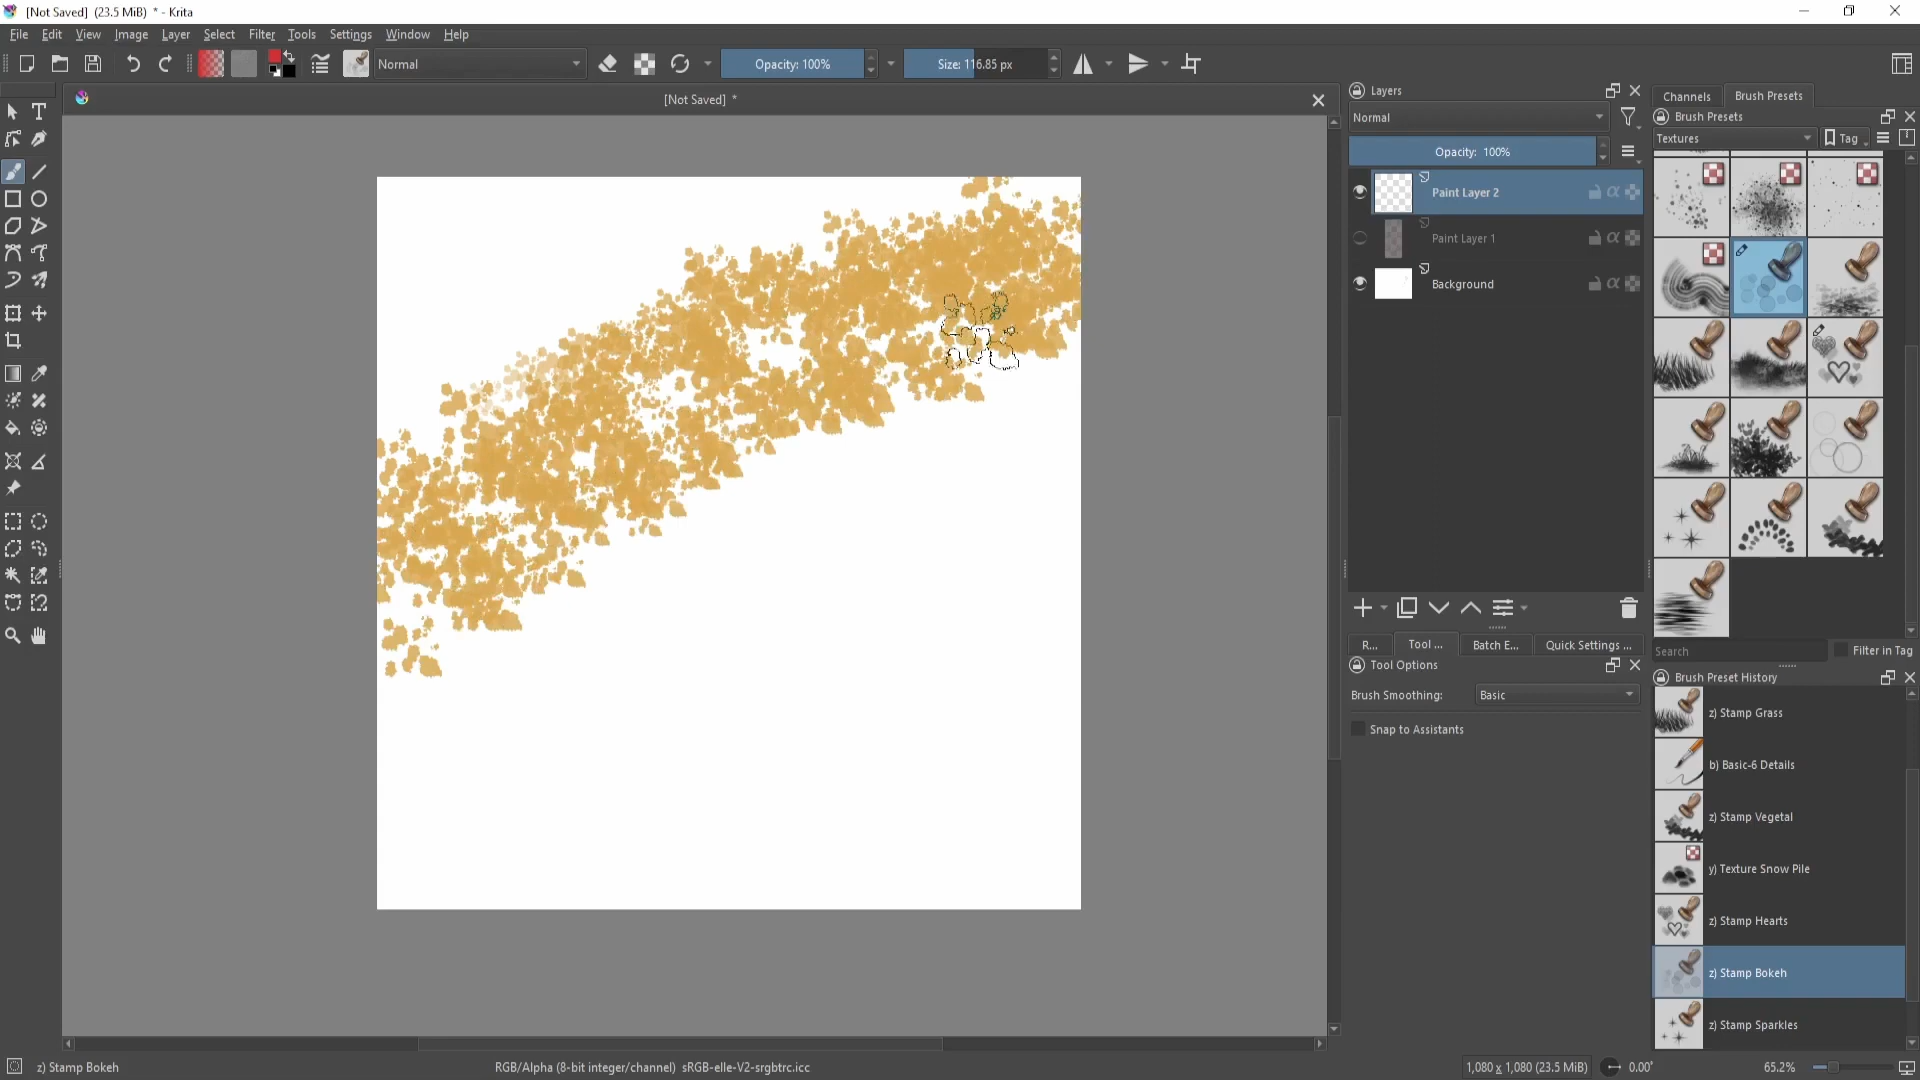 [Not Saved]  (23.5 MiB)  * - Krita
File Edit View Image Layer Select Filter Tools Settings Window Help
Normal
Opacity: 100%
Size: 116.85 px
[Not Saved]  *
Layers
Normal
Opacity:  100%
Paint Layer 2
Paint Layer 1
Background
R... Tool ... Batch E... Quick Settings ...
Tool Options
Brush Smoothing: Basic
Snap to Assistants
Channels Brush Presets
Brush Presets
Textures Tag
Search Filter in Tag
Brush Preset History
z) Stamp Grass
b) Basic-6 Details
z) Stamp Vegetal
y) Texture Snow Pile
z) Stamp Hearts
z) Stamp Bokeh
z) Stamp Sparkles
z) Stamp Bokeh
RGB/Alpha (8-bit integer/channel)  sRGB-elle-V2-srgbtrc.icc
1,080 x 1,080 (23.5 MiB)
0.00°
65.2%